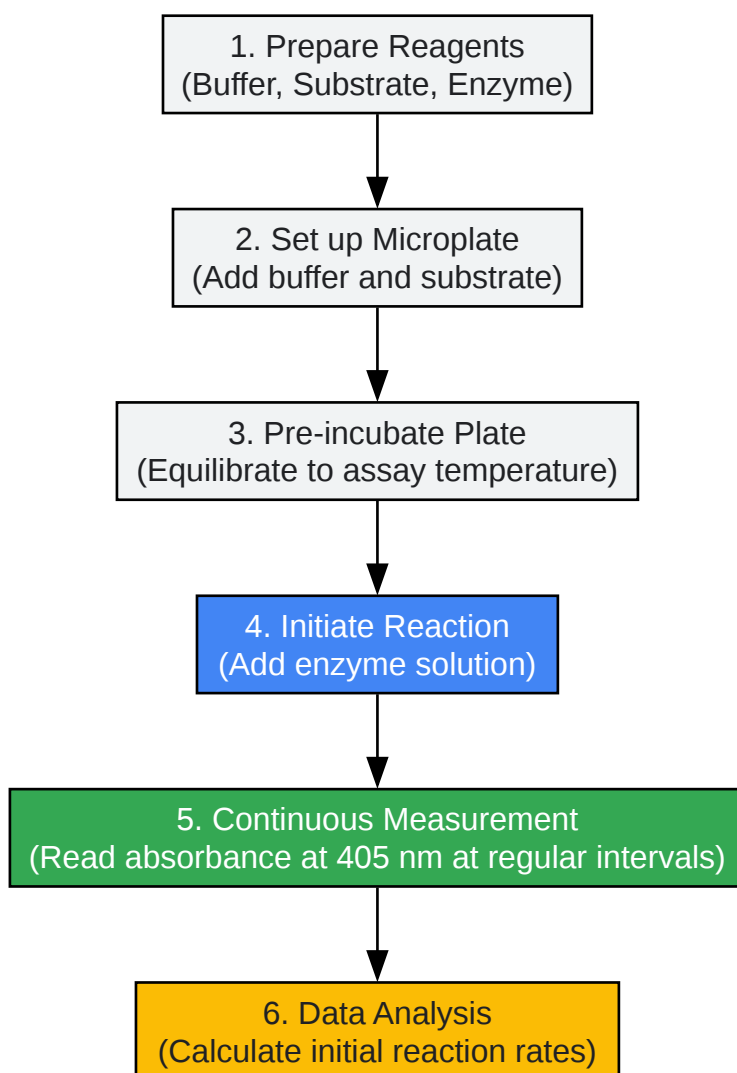 1. Prepare Reagents
(Buffer, Substrate, Enzyme)
2. Set up Microplate
(Add buffer and substrate)
3. Pre-incubate Plate
(Equilibrate to assay temperature)
4. Initiate Reaction
(Add enzyme solution)
5. Continuous Measurement
(Read absorbance at 405 nm at regular intervals)
6. Data Analysis
(Calculate initial reaction rates)